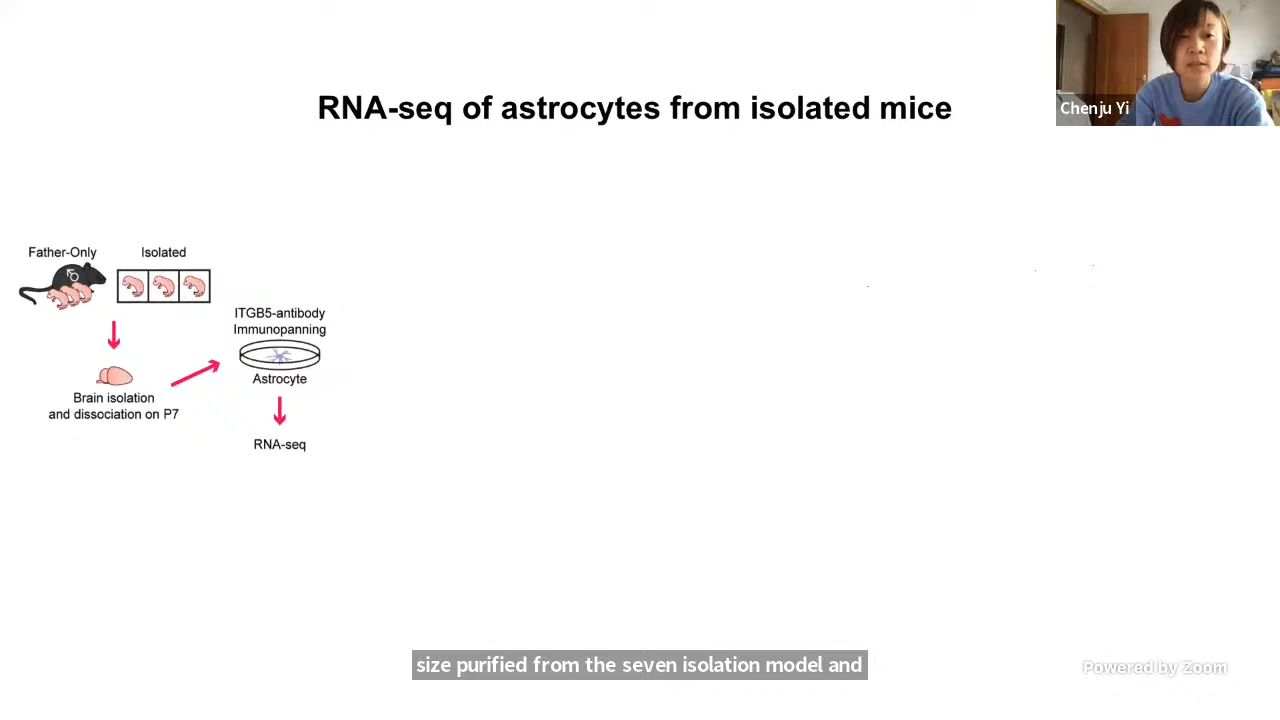 RNA-seq of astrocytes from isolated mice
Chenju Yi
Father-Only
Isolated
ITGB5-antibody
Immunopanning
Astrocyte
Brain isolation
and dissociation on P7
RNA-seq
size purified from the seven isolation model and
Powered by Zoom